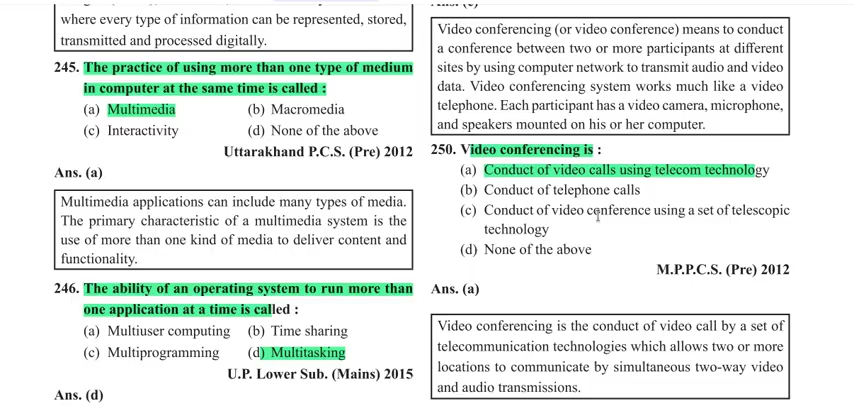 where every type of information can be represented, stored,
transmitted and processed digitally.
245. The practice of using more than one type of medium
in computer at the same time is called :
(a) Multimedia (b) Macromedia
(c) Interactivity (d) None of the above
Uttarakhand P.C.S. (Pre) 2012
Ans. (a)
Multimedia applications can include many types of media.
The primary characteristic of a multimedia system is the
use of more than one kind of media to deliver content and
functionality.
246. The ability of an operating system to run more than
one application at a time is called :
(a) Multiuser computing (b) Time sharing
(c) Multiprogramming (d) Multitasking
U.P. Lower Sub. (Mains) 2015
Ans. (d)
Video conferencing (or video conference) means to conduct
a conference between two or more participants at different
sites by using computer network to transmit audio and video
data. Video conferencing system works much like a video
telephone. Each participant has a video camera, microphone,
and speakers mounted on his or her computer.
250. Video conferencing is :
(a) Conduct of video calls using telecom technology
(b) Conduct of telephone calls
(c) Conduct of video conference using a set of telescopic
technology
(d) None of the above
M.P.P.C.S. (Pre) 2012
Ans. (a)
Video conferencing is the conduct of video call by a set of
telecommunication technologies which allows two or more
locations to communicate by simultaneous two-way video
and audio transmissions.